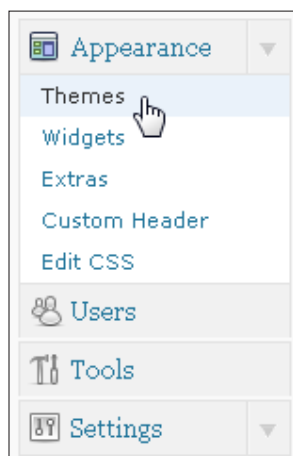 Appearance
Themes
Widgets
Extras
Custom Header
Edit CSS
Users
Tools
Settings